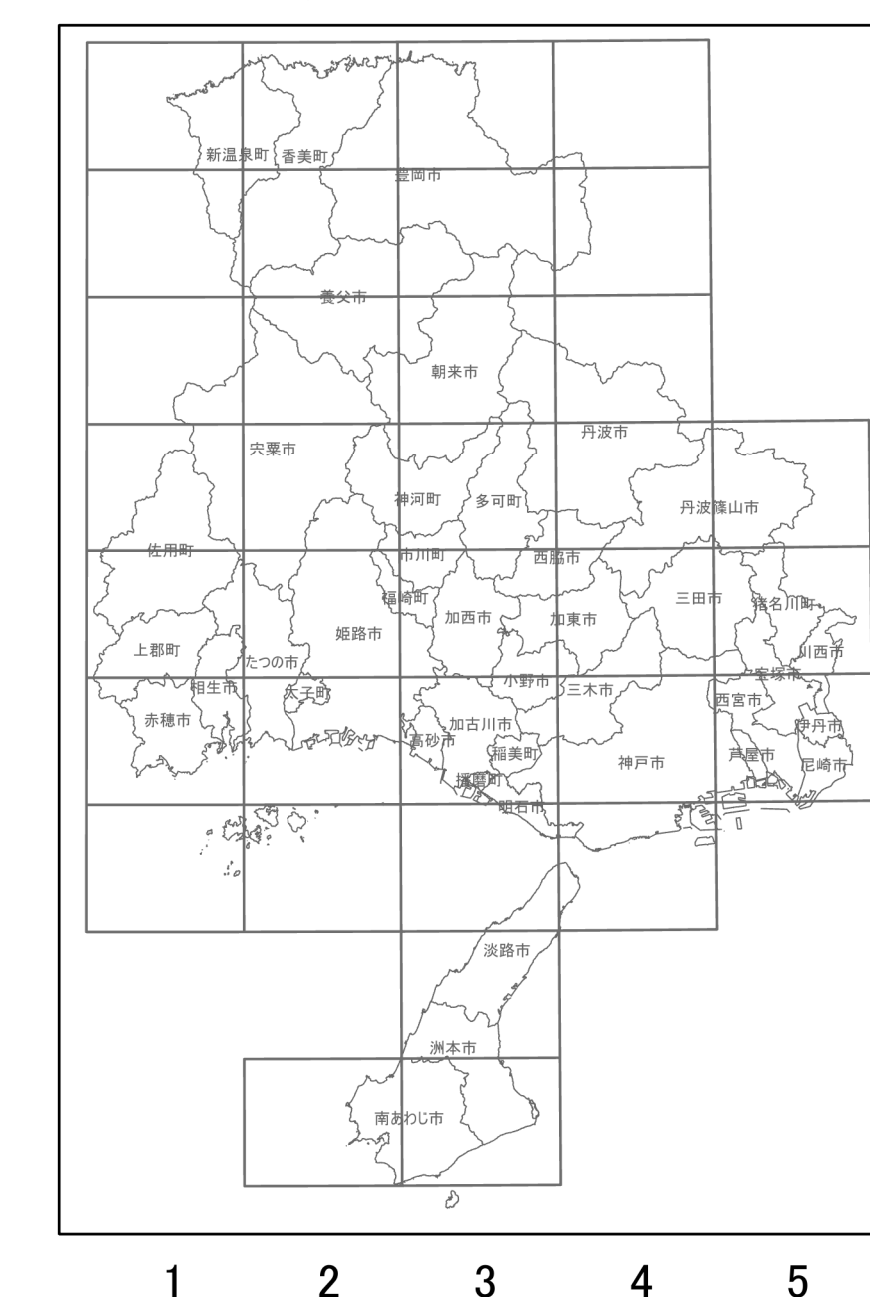 新温泉町
香美町
豊岡市
養父市
朝来市
丹波市
宍粟市
神河町
多可町
丹波篠山市
佐用町
市川町
西脇市
福崎町
加西市
加東市
三田市
猪名川町
姫路市
上郡町
川西市
たつの市
宝塚市
相生市
太子町
小野市
三木市
西宮市
赤穂市
加古川市
伊丹市
高砂市
稲美町
神戸市
芦屋市
尼崎市
播磨町
明石市
淡路市
洲本市
南あわじ市
1 2 3 4 5